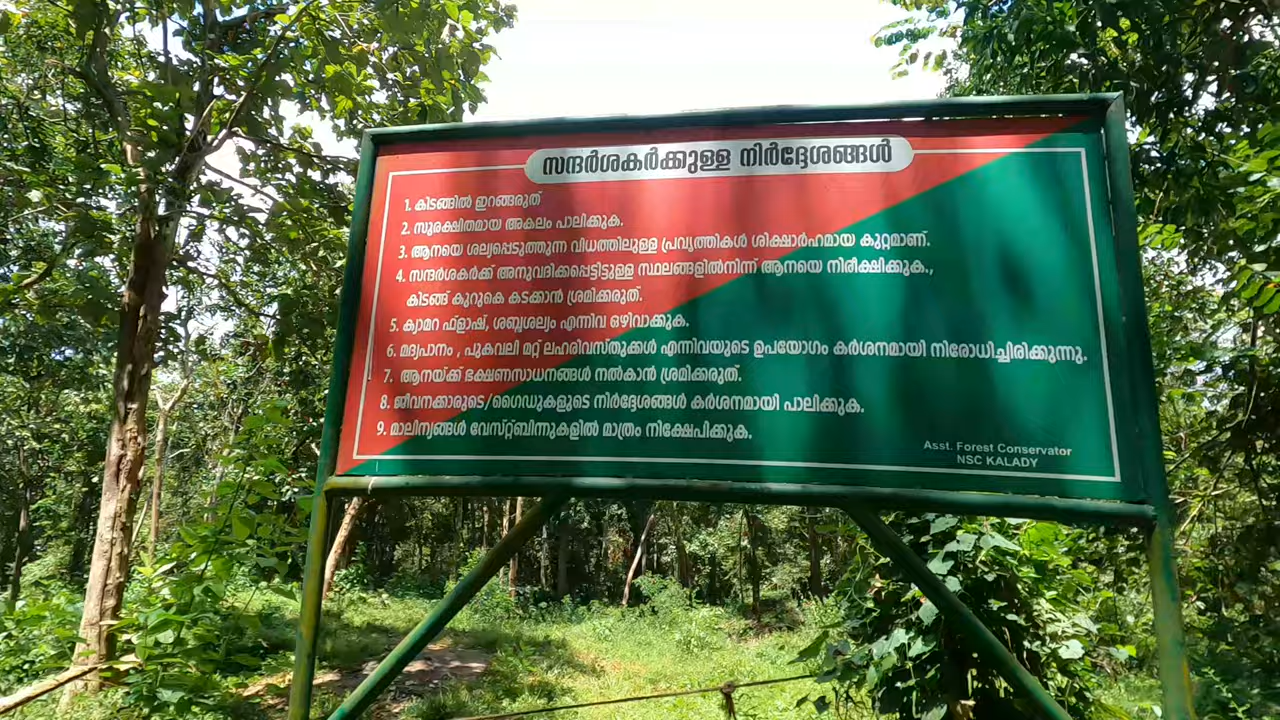 സന്ദർശകർക്കുള്ള നിർദ്ദേശങ്ങൾ
1. കിടങ്ങിൽ ഇറങ്ങരുത്
2. സുരക്ഷിതമായ അകലം പാലിക്കുക.
3. ആനയെ ശല്യപ്പെടുത്തുന്ന വിധത്തിലുള്ള പ്രവൃത്തികൾ ശിക്ഷാർഹമായ കുറ്റമാണ്.
4. സന്ദർശകർക്ക് അനുവദിക്കപ്പെട്ടിട്ടുള്ള സ്ഥലങ്ങളിൽനിന്ന് ആനയെ നിരീക്ഷിക്കുക.,
കിടങ്ങ് കുറുകെ കടക്കാൻ ശ്രമിക്കരുത്.
5. ക്യാമറ ഫ്ളാഷ്, ശബ്ദശല്യം എന്നിവ ഒഴിവാക്കുക.
6. മദ്യപാനം , പുകവലി മറ്റ് ലഹരിവസ്തുക്കൾ എന്നിവയുടെ ഉപയോഗം കർശനമായി നിരോധിച്ചിരിക്കുന്നു.
7. ആനയ്ക്ക് ഭക്ഷണസാധനങ്ങൾ നൽകാൻ ശ്രമിക്കരുത്.
8. ജീവനക്കാരുടെ/ഗൈഡുകളുടെ നിർദ്ദേശങ്ങൾ കർശനമായി പാലിക്കുക.
9. മാലിന്യങ്ങൾ വേസ്റ്റ്ബിന്നുകളിൽ മാത്രം നിക്ഷേപിക്കുക.
Asst. Forest Conservator
NSC KALADY